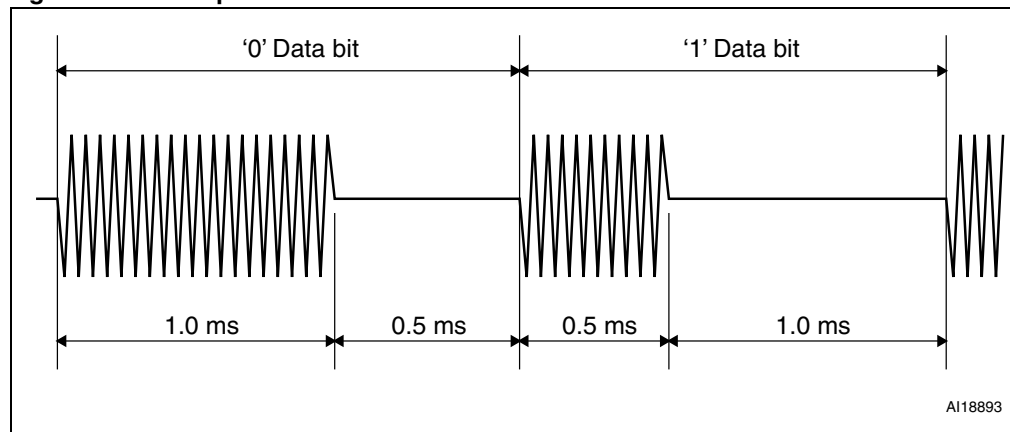 ‘0’ Data bit ‘1’ Data bit
1.0 ms 0.5 ms 0.5 ms 1.0 ms
AI18893